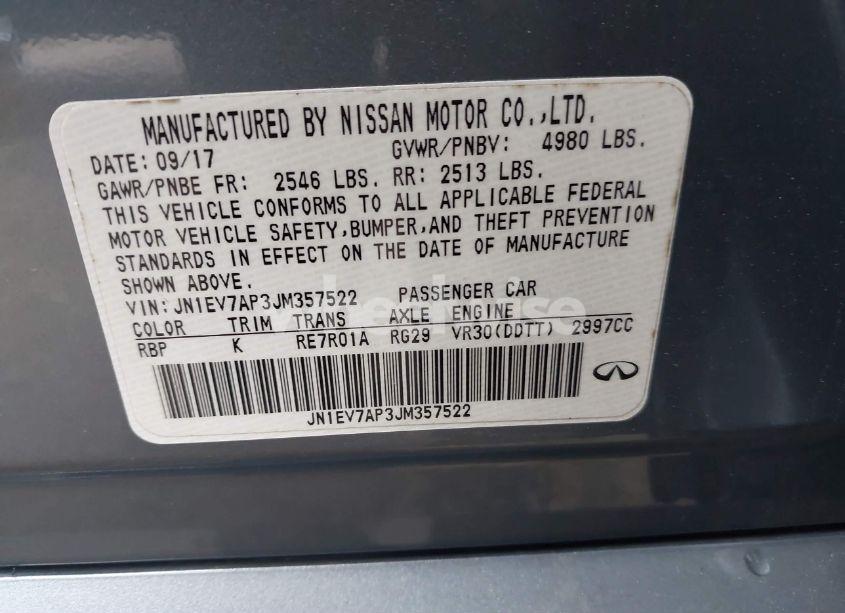 MANUFACTURED BY NISSAN MOTOR CO.,LTD.
DATE: 09/17 GVWR/PNBV: 4980 LBS.
GAWR/PNBE FR: 2546 LBS. RR: 2513 LBS.
THIS VEHICLE CONFORMS TO ALL APPLICABLE FEDERAL
MOTOR VEHICLE SAFETY,BUMPER,AND THEFT PREVENTION
STANDARDS IN EFFECT ON THE DATE OF MANUFACTURE
SHOWN ABOVE.
VIN: JN1EV7AP3JM357522 PASSENGER CAR
COLOR TRIM TRANS AXLE ENGINE
RBP K RE7R01A RG29 VR30(DDTT) 2997CC
JN1EV7AP3JM357522